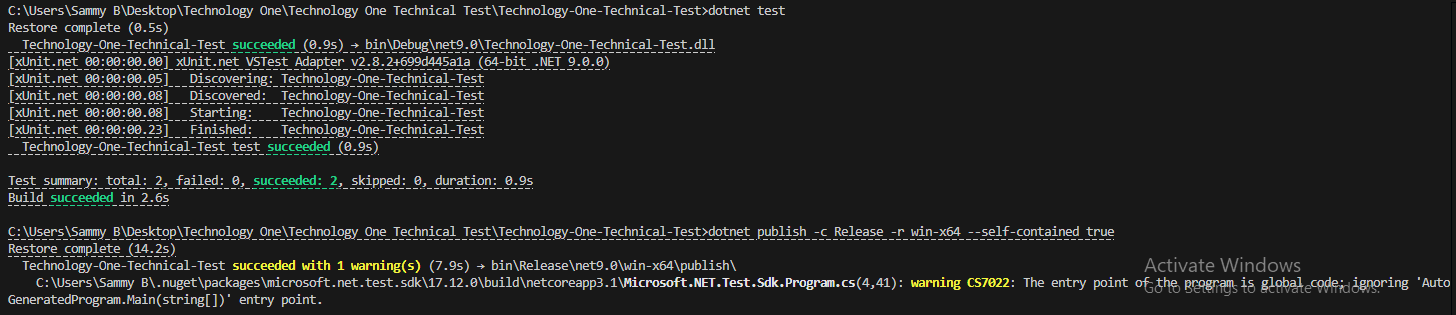 C:\Users\Sammy B\Desktop\Technology One\Technology One Technical Test\Technology-One-Technical-Test>dotnet test
Restore complete (0.5s)
  Technology-One-Technical-Test succeeded (0.9s) → bin\Debug\net9.0\Technology-One-Technical-Test.dll
[xUnit.net 00:00:00.00] xUnit.net VSTest Adapter v2.8.2+699d445a1a (64-bit .NET 9.0.0)
[xUnit.net 00:00:00.05]   Discovering: Technology-One-Technical-Test
[xUnit.net 00:00:00.08]   Discovered:  Technology-One-Technical-Test
[xUnit.net 00:00:00.08]   Starting:    Technology-One-Technical-Test
[xUnit.net 00:00:00.23]   Finished:    Technology-One-Technical-Test
  Technology-One-Technical-Test test succeeded (0.9s)
Test summary: total: 2, failed: 0, succeeded: 2, skipped: 0, duration: 0.9s
Build succeeded in 2.6s
C:\Users\Sammy B\Desktop\Technology One\Technology One Technical Test\Technology-One-Technical-Test>dotnet publish -c Release -r win-x64 --self-contained true
Restore complete (14.2s)
  Technology-One-Technical-Test succeeded with 1 warning(s) (7.9s) → bin\Release\net9.0\win-x64\publish\
    C:\Users\Sammy B\.nuget\packages\microsoft.net.test.sdk\17.12.0\build\netcoreapp3.1\Microsoft.NET.Test.Sdk.Program.cs(4,41): warning CS7022: The entry point of the program is global code; ignoring 'Auto
GeneratedProgram.Main(string[])' entry point.
Activate Windows
Go to Settings to activate Windows.